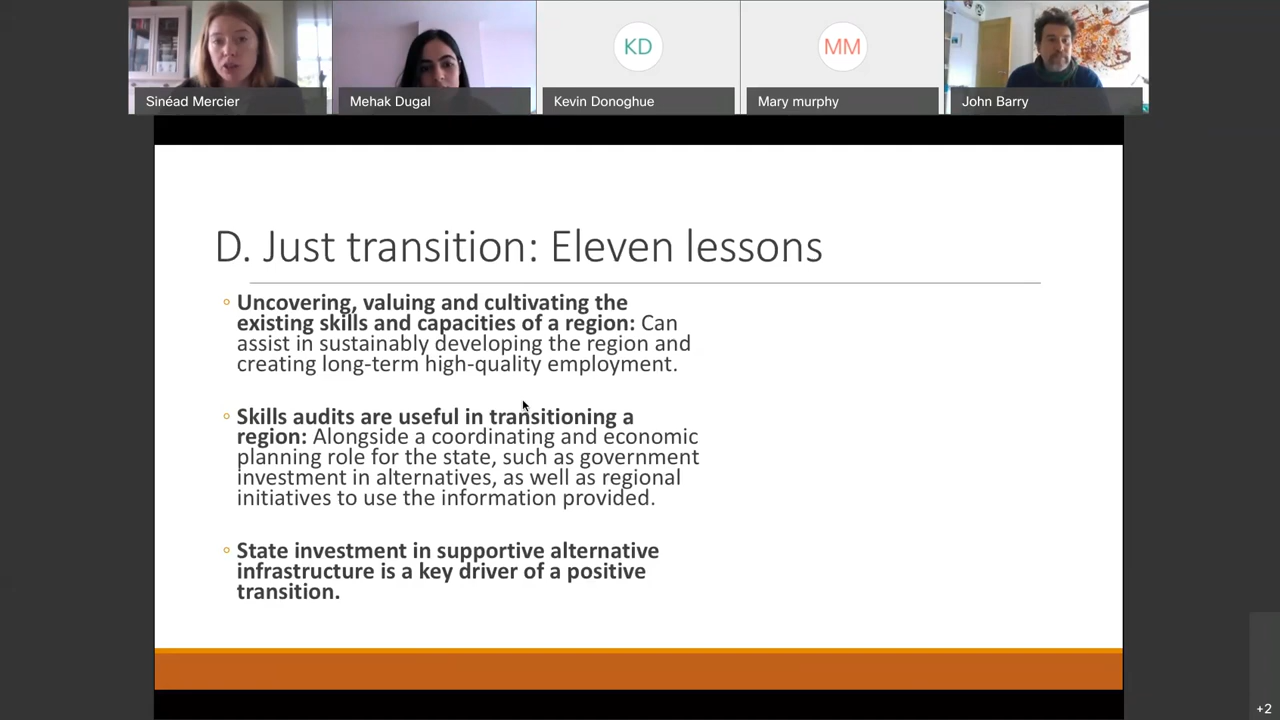 KD
MM
Sinéad Mercier
Mehak Dugal
Kevin Donoghue
Mary murphy
John Barry
D. Just transition: Eleven lessons
Uncovering, valuing and cultivating the
existing skills and capacities of a region: Can
assist in sustainably developing the region and
creating long-term high-quality employment.
Skills audits are useful in transitioning a
region: Alongside a coordinating and economic
planning role for the state, such as government
investment in alternatives, as well as regional
initiatives to use the information provided.
State investment in supportive alternative
infrastructure is a key driver of a positive
transition.
+2